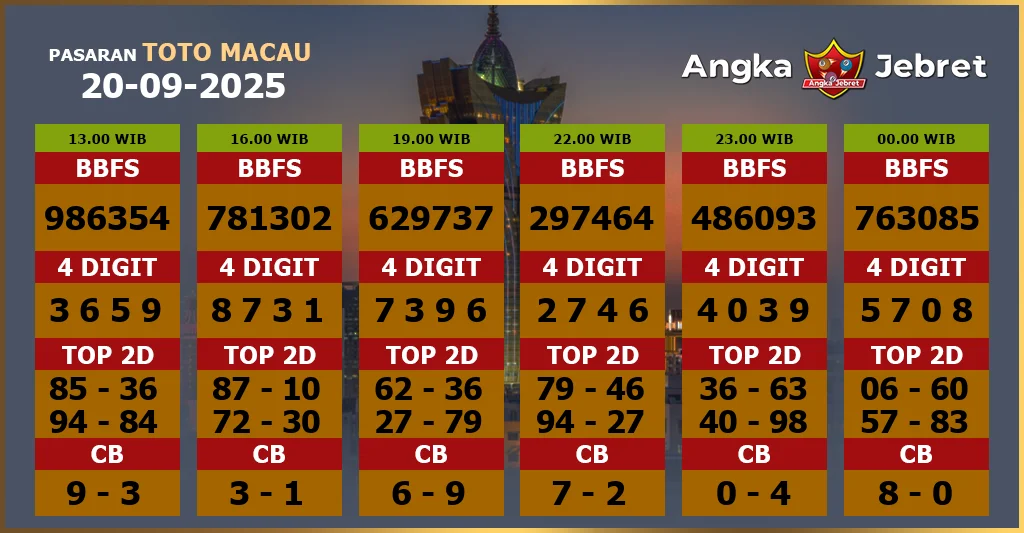 PASARAN TOTO MACAU
20-09-2025
Angka Jebret
Angka Jebret
13.00 WIB
BBFS
986354
4 DIGIT
3 6 5 9
TOP 2D
85 - 36
94 - 84
CB
9 - 3
16.00 WIB
BBFS
781302
4 DIGIT
8 7 3 1
TOP 2D
87 - 10
72 - 30
CB
3 - 1
19.00 WIB
BBFS
629737
4 DIGIT
7 3 9 6
TOP 2D
62 - 36
27 - 79
CB
6 - 9
22.00 WIB
BBFS
297464
4 DIGIT
2 7 4 6
TOP 2D
79 - 46
94 - 27
CB
7 - 2
23.00 WIB
BBFS
486093
4 DIGIT
4 0 3 9
TOP 2D
36 - 63
40 - 98
CB
0 - 4
00.00 WIB
BBFS
763085
4 DIGIT
5 7 0 8
TOP 2D
06 - 60
57 - 83
CB
8 - 0